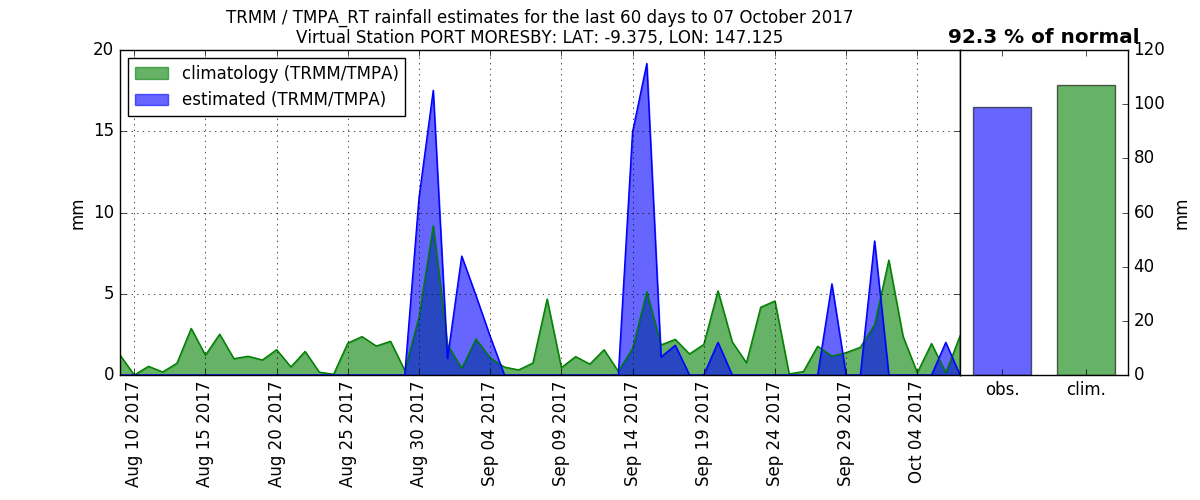 TRMM / TMPA_RT rainfall estimates for the last 60 days to 07 October 2017
Virtual Station PORT MORESBY: LAT: -9.375, LON: 147.125
92.3 % of normal
climatology (TRMM/TMPA)
estimated (TRMM/TMPA)
20
15
10
5
0
mm
Aug 10 2017
Aug 15 2017
Aug 20 2017
Aug 25 2017
Aug 30 2017
Sep 04 2017
Sep 09 2017
Sep 14 2017
Sep 19 2017
Sep 24 2017
Sep 29 2017
Oct 04 2017
120
100
80
60
40
20
0
mm
obs.
clim.